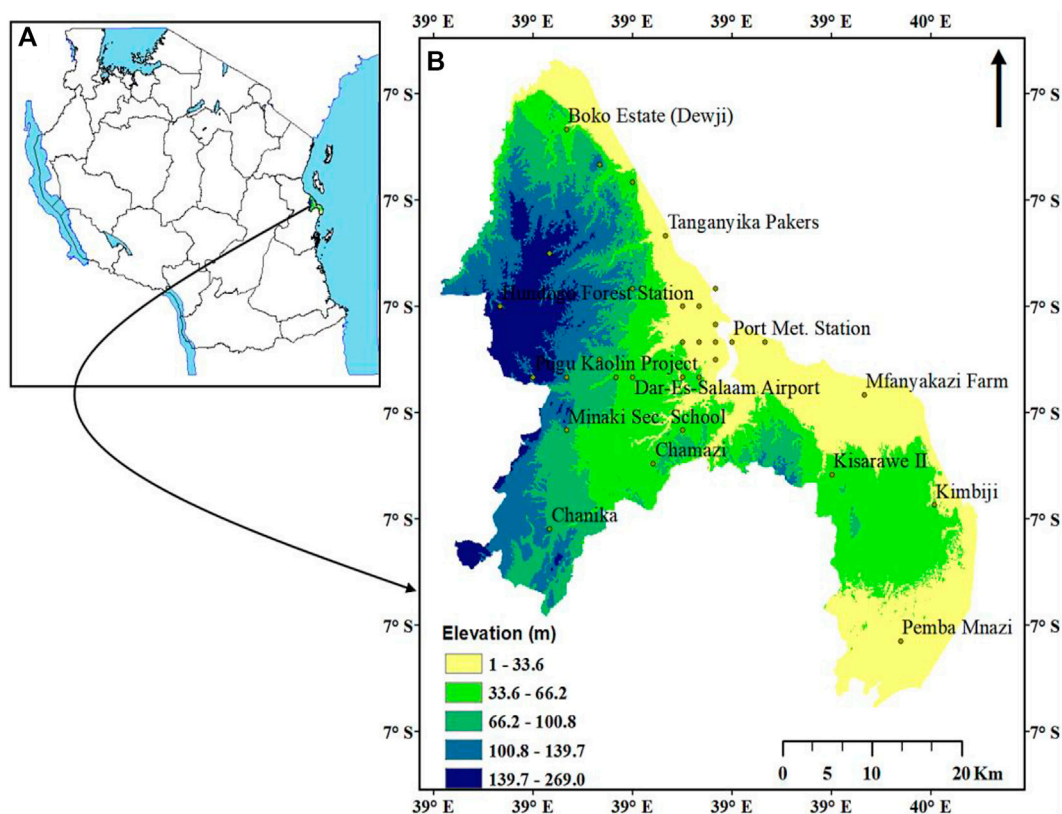 A
B
39° E 39° E 39° E 39° E 39° E 40° E
7° S 7° S
7° S 7° S
7° S 7° S
7° S 7° S
7° S 7° S
7° S 7° S
7° S 7° S
Boko Estate (Dewji)
Tanganyika Pakers
Forest Station
Port Met. Station
Pugu Kaolin Project
Dar-Es-Salaam Airport
Mfanyakazi Farm
Minaki Sec. School
Chamazi
Kisarawe II
Kimbiji
Chanika
Pemba Mnazi
Elevation (m)
1 - 33.6
33.6 - 66.2
66.2 - 100.8
100.8 - 139.7
139.7 - 269.0
0 5 10 20 Km
39° E 39° E 39° E 39° E 39° E 40° E